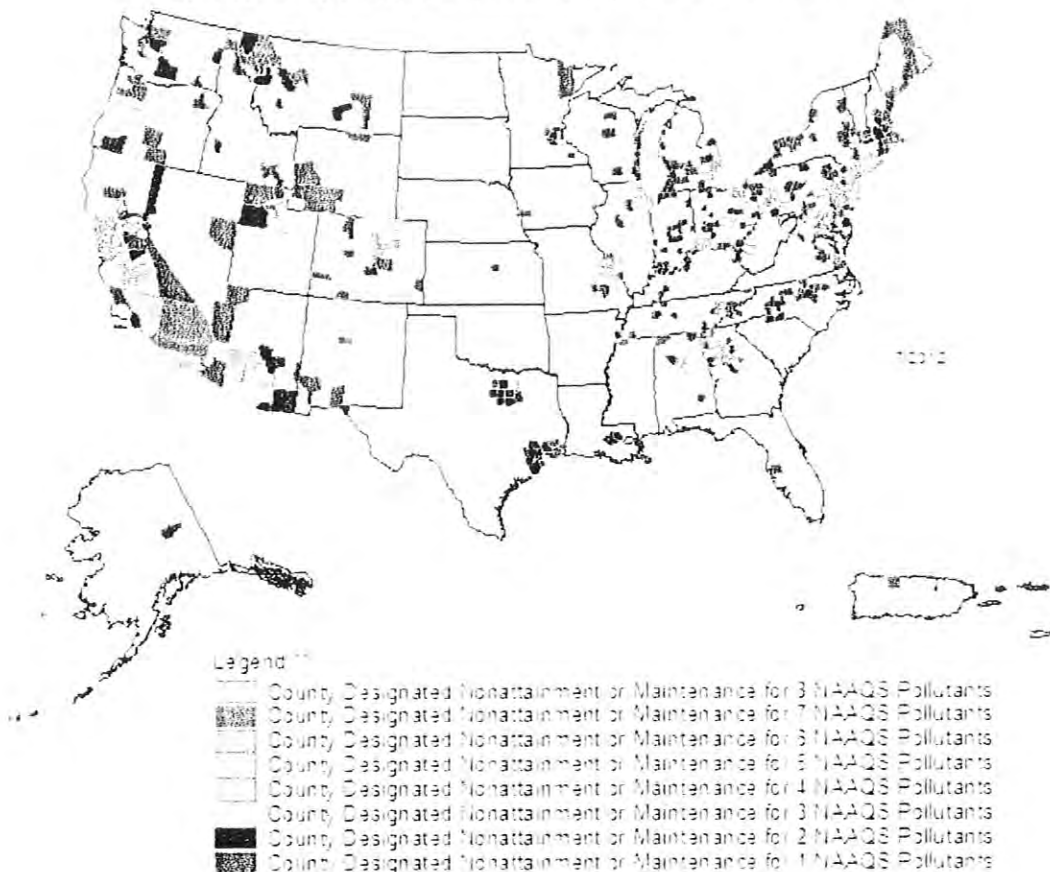 7/2012
Legend **
County Designated Nonattainment or Maintenance for 8 NAAQS Pollutants
County Designated Nonattainment or Maintenance for 7 NAAQS Pollutants
County Designated Nonattainment or Maintenance for 6 NAAQS Pollutants
County Designated Nonattainment or Maintenance for 5 NAAQS Pollutants
County Designated Nonattainment or Maintenance for 4 NAAQS Pollutants
County Designated Nonattainment or Maintenance for 3 NAAQS Pollutants
County Designated Nonattainment or Maintenance for 2 NAAQS Pollutants
County Designated Nonattainment or Maintenance for 1 NAAQS Pollutants